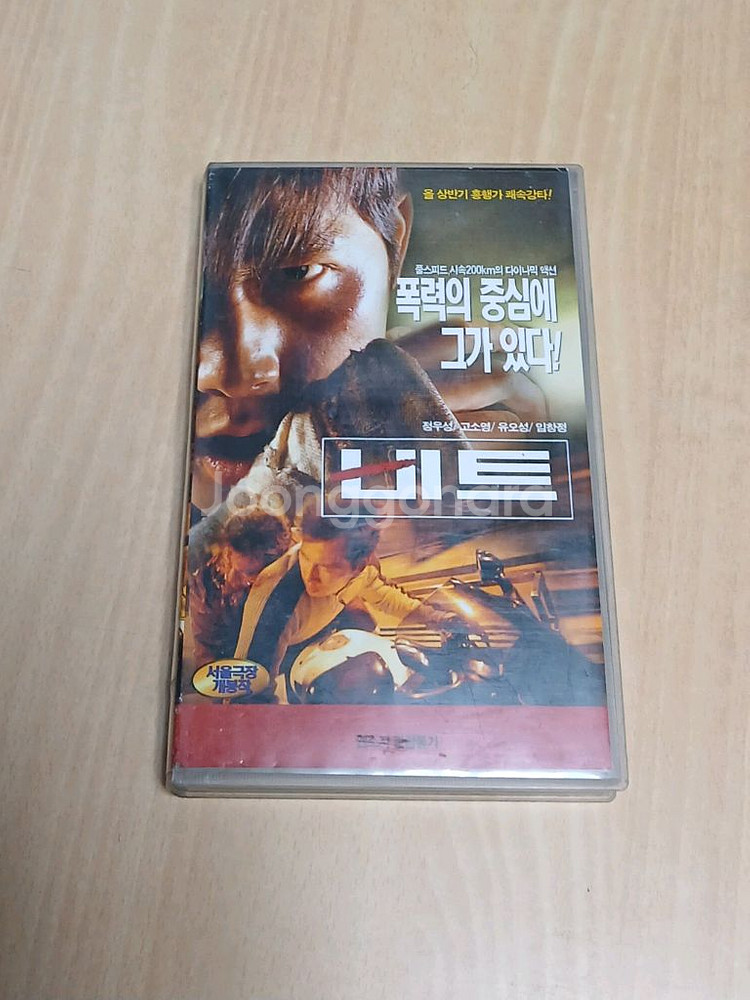 올 상반기 흥행가 쾌속강타!
풀스피드, 시속200km의 다이나믹 액션
폭력의 중심에
그가 있다!
정우성/ 고소영/ 유오성/ 임창정
비트
Joonggonara
서울극장
개봉작